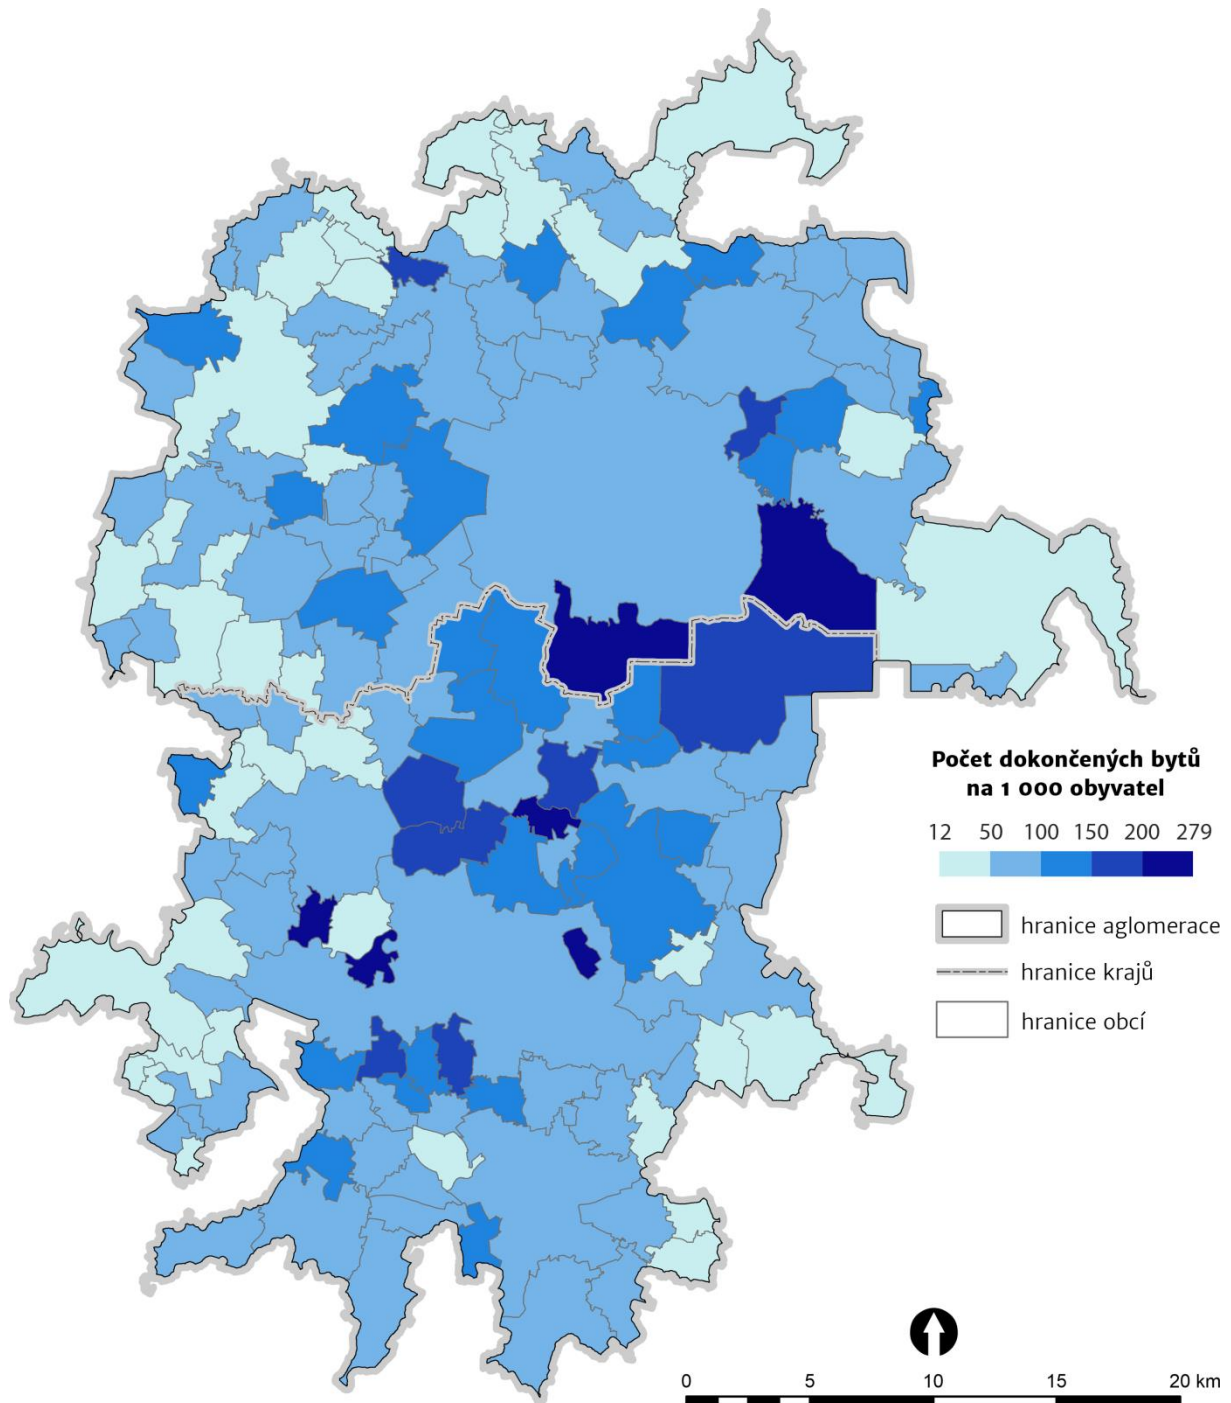 Počet dokončených bytů
na 1 000 obyvatel
12 50 100 150 200 279
hranice aglomerace
hranice krajů
hranice obcí
0 5 10 15 20 km